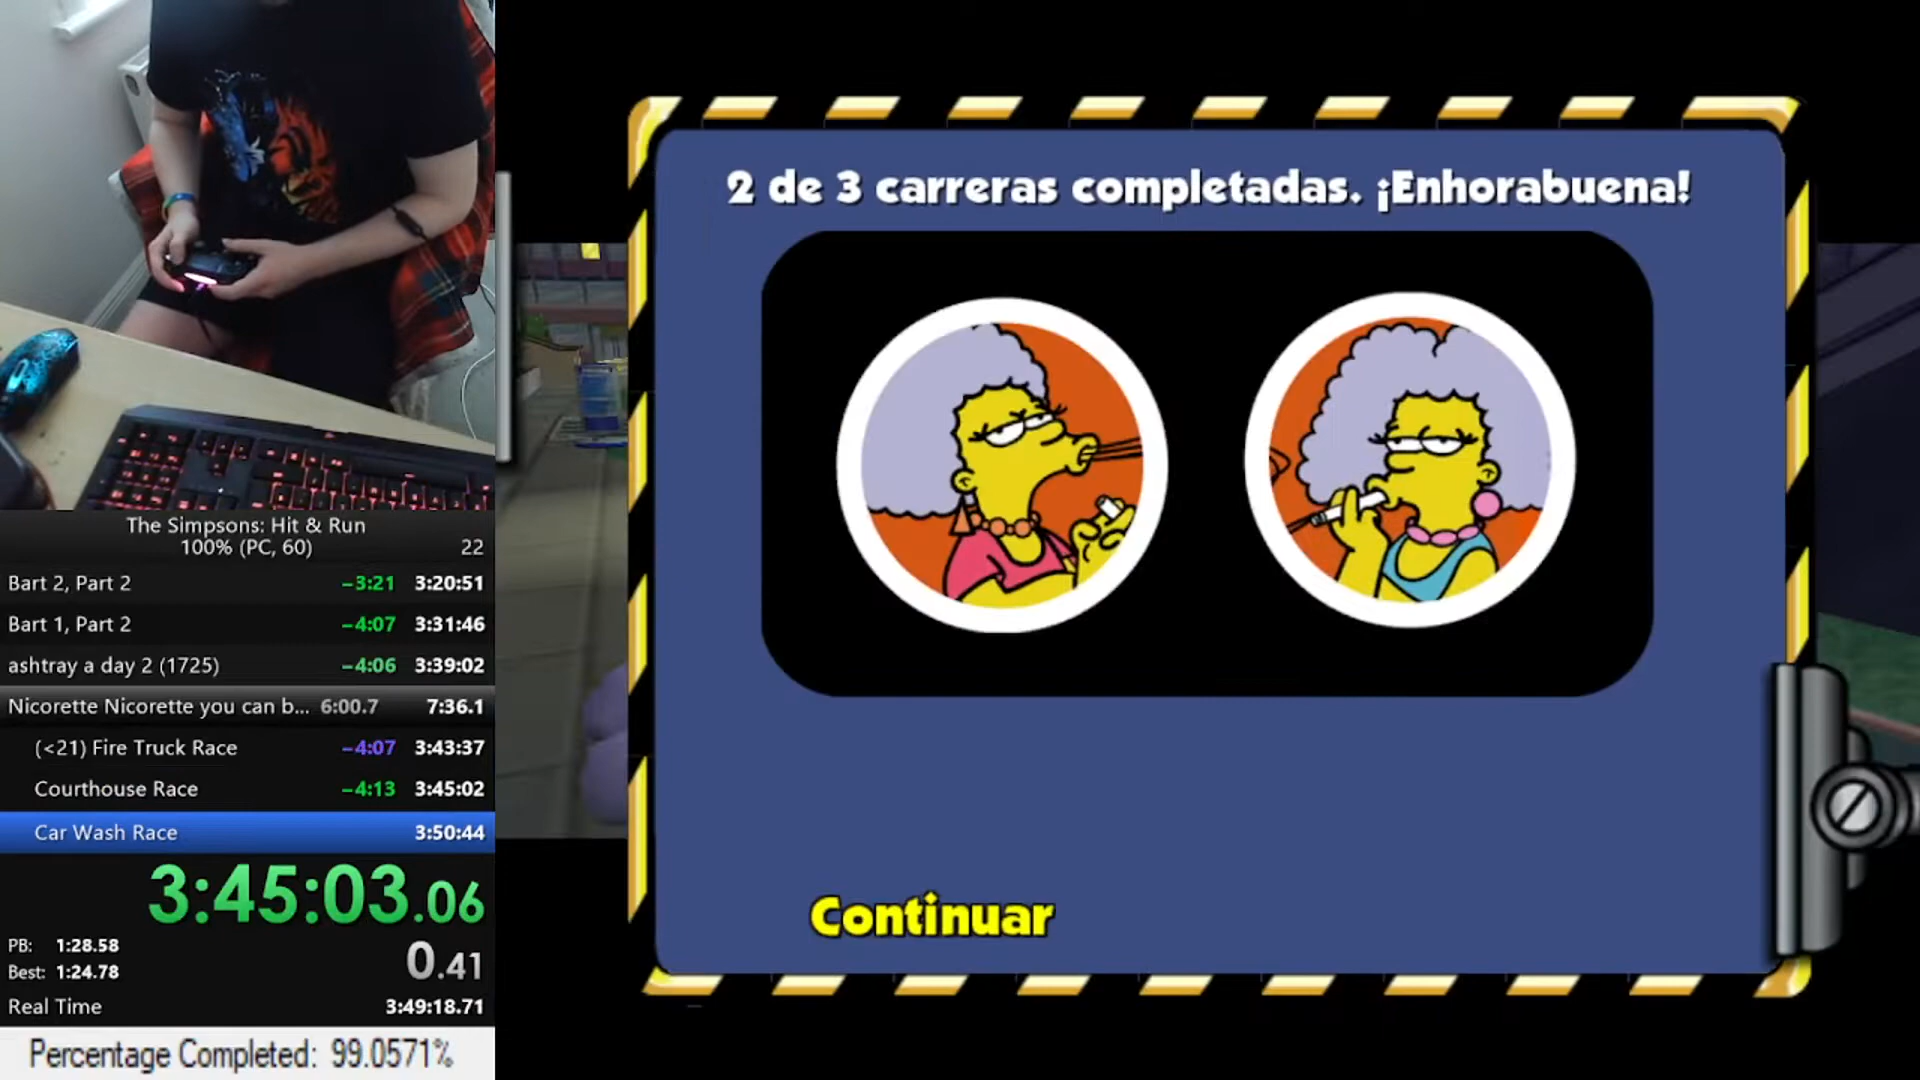 2 de 3 carreras completadas. ¡Enhorabuena!
Continuar
The Simpsons: Hit & Run
100% (PC, 60) 22
Bart 2, Part 2 −3:21 3:20:51
Bart 1, Part 2 −4:07 3:31:46
ashtray a day 2 (1725) −4:06 3:39:02
Nicorette Nicorette you can b... 6:00.7 7:36.1
(<21) Fire Truck Race −4:07 3:43:37
Courthouse Race −4:13 3:45:02
Car Wash Race 3:50:44
3:45:03.06
PB: 1:28.58
Best: 1:24.78
0.41
Real Time 3:49:18.71
Percentage Completed: 99.0571%